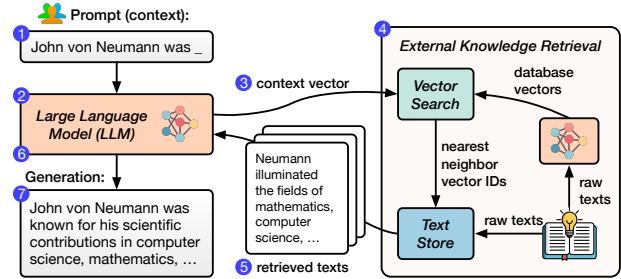 Prompt (context):
1
John von Neumann was _
2
Large Language
Model (LLM)
6
Generation:
7
John von Neumann was
known for his scientific
contributions in computer
science, mathematics, …
3 context vector
Neumann
illuminated
the fields of
mathematics,
computer
science, …
5 retrieved texts
4
External Knowledge Retrieval
Vector
Search
database
vectors
nearest
neighbor
vector IDs
raw
texts
Text
Store
raw texts